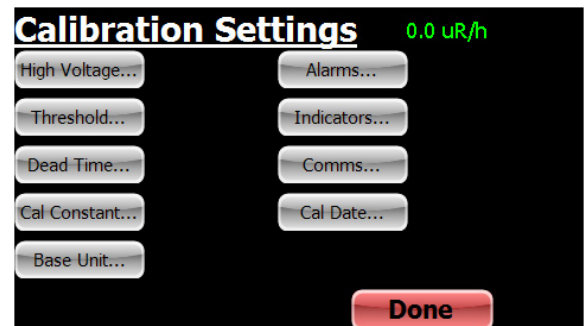 Calibration Settings
0.0 uR/h
High Voltage...
Alarms...
Threshold...
Indicators...
Dead Time...
Comms...
Cal Constant...
Cal Date...
Base Unit...
Done